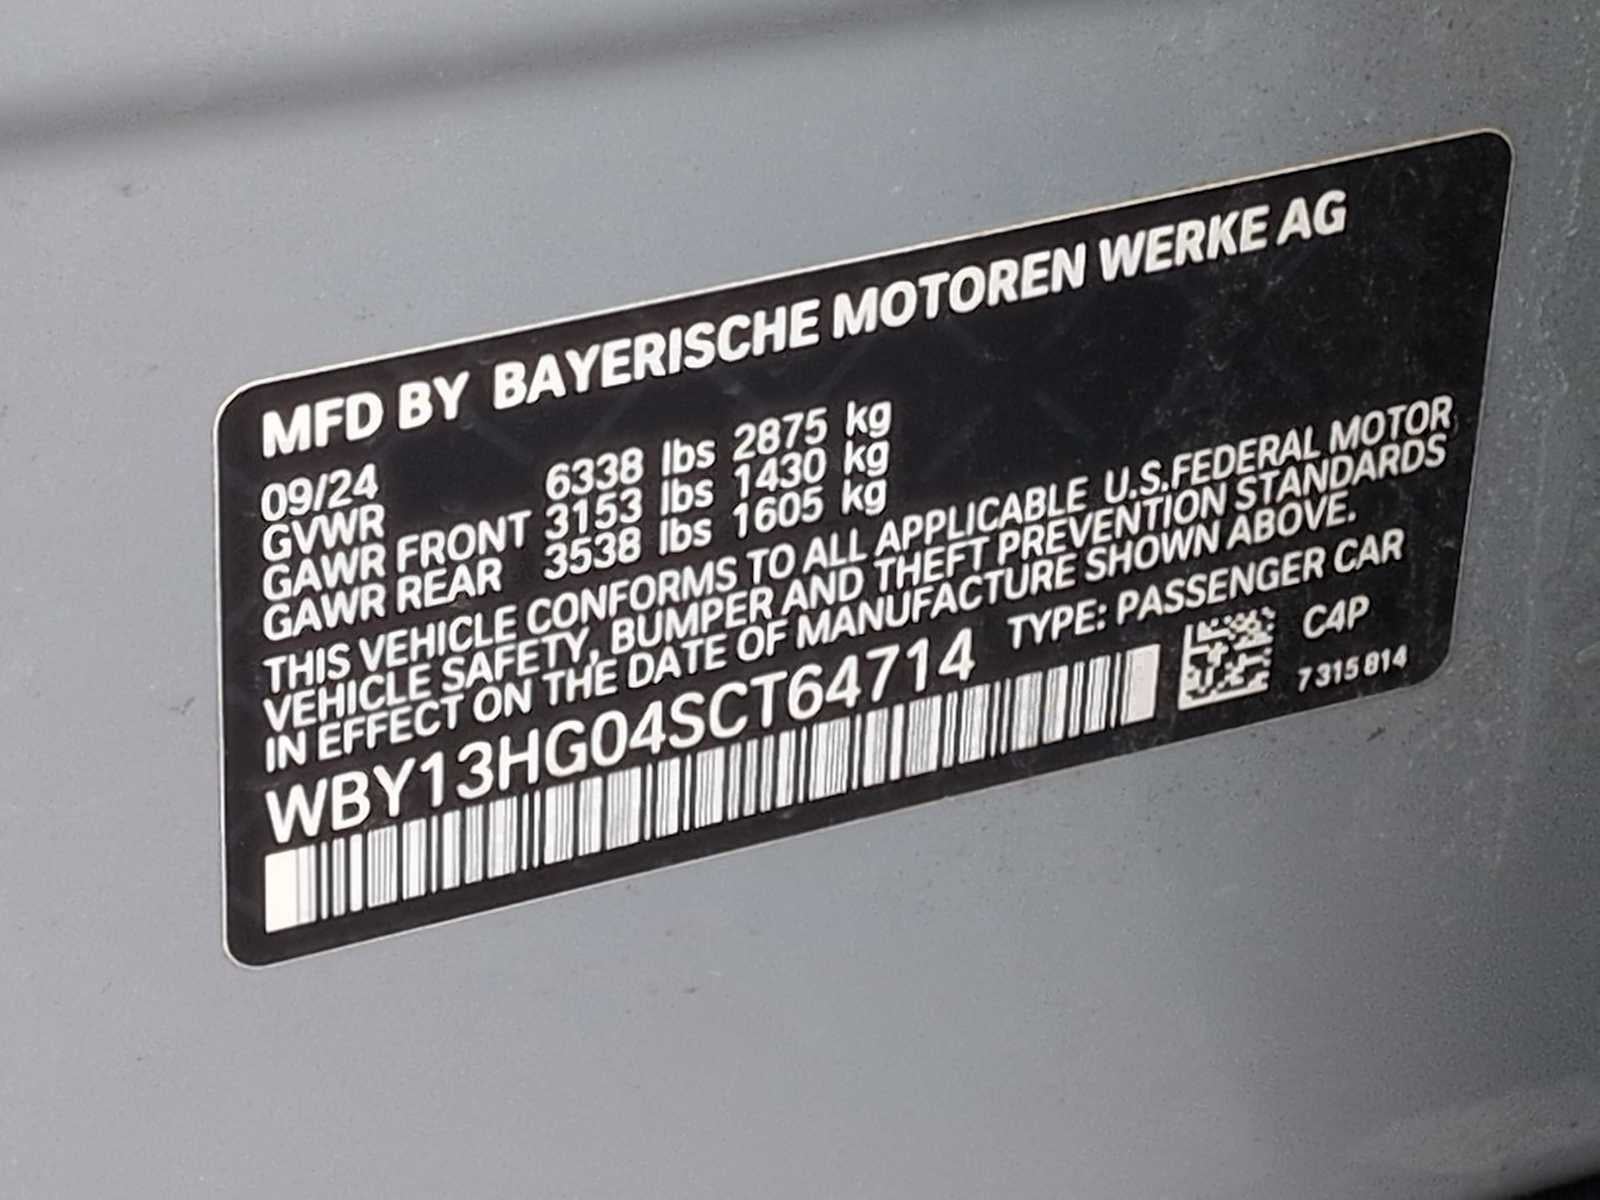 MFD BY BAYERISCHE MOTOREN WERKE AG
09/24
GVWR 6338 lbs 2875 kg
GAWR FRONT 3153 lbs 1430 kg
GAWR REAR 3538 lbs 1605 kg
THIS VEHICLE CONFORMS TO ALL APPLICABLE U.S.FEDERAL MOTOR
VEHICLE SAFETY, BUMPER AND THEFT PREVENTION STANDARDS
IN EFFECT ON THE DATE OF MANUFACTURE SHOWN ABOVE.
WBY13HG04SCT64714 TYPE: PASSENGER CAR
C4P
7 315 814